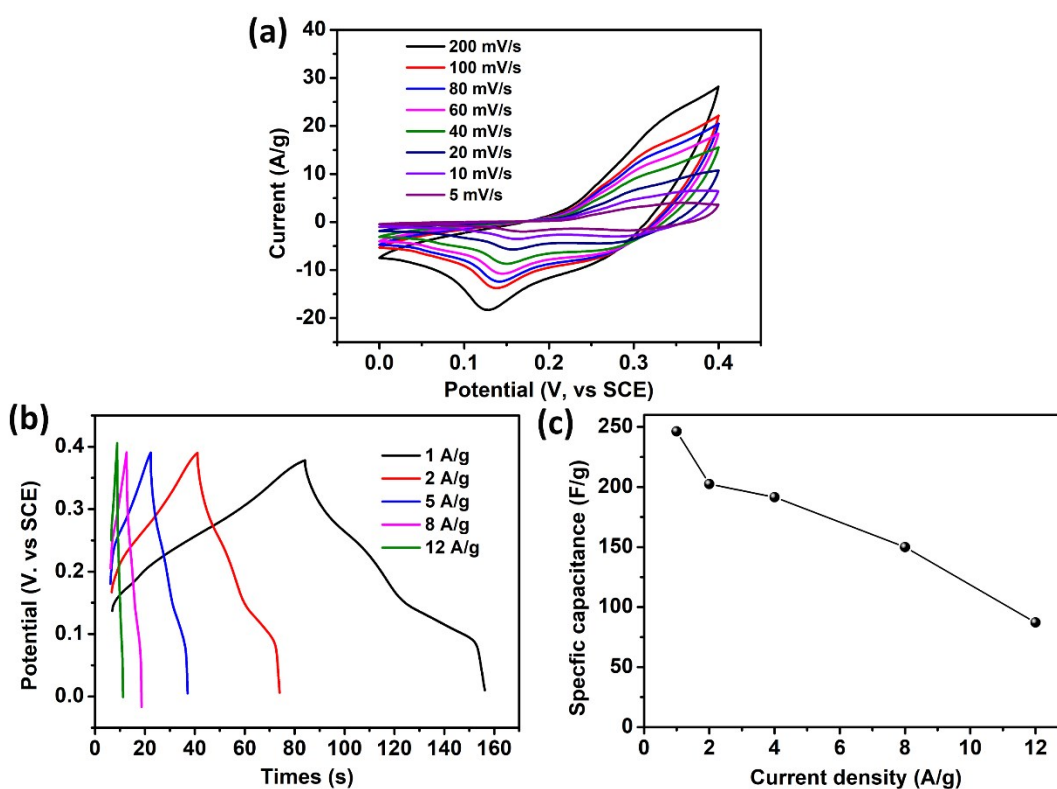 (a)
40
30
20
10
0
-10
-20
Current (A/g)
200 mV/s
100 mV/s
80 mV/s
60 mV/s
40 mV/s
20 mV/s
10 mV/s
5 mV/s
0.0 0.1 0.2 0.3 0.4
Potential (V, vs SCE)
(b)
0.4
0.3
0.2
0.1
0.0
Potential (V. vs SCE)
1 A/g
2 A/g
5 A/g
8 A/g
12 A/g
0 20 40 60 80 100 120 140 160
Times (s)
(c)
250
200
150
100
50
0
Specfic capacitance (F/g)
0 2 4 6 8 10 12
Current density (A/g)